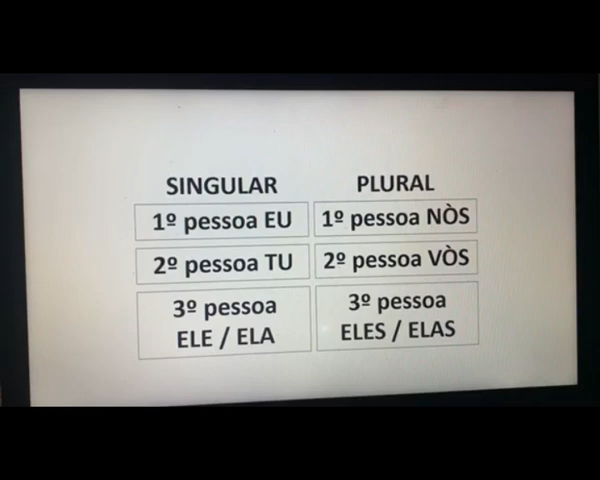 SINGULAR PLURAL
1º pessoa EU 1º pessoa NÒS
2º pessoa TU 2º pessoa VÒS
3º pessoa 3º pessoa
ELE / ELA ELES / ELAS